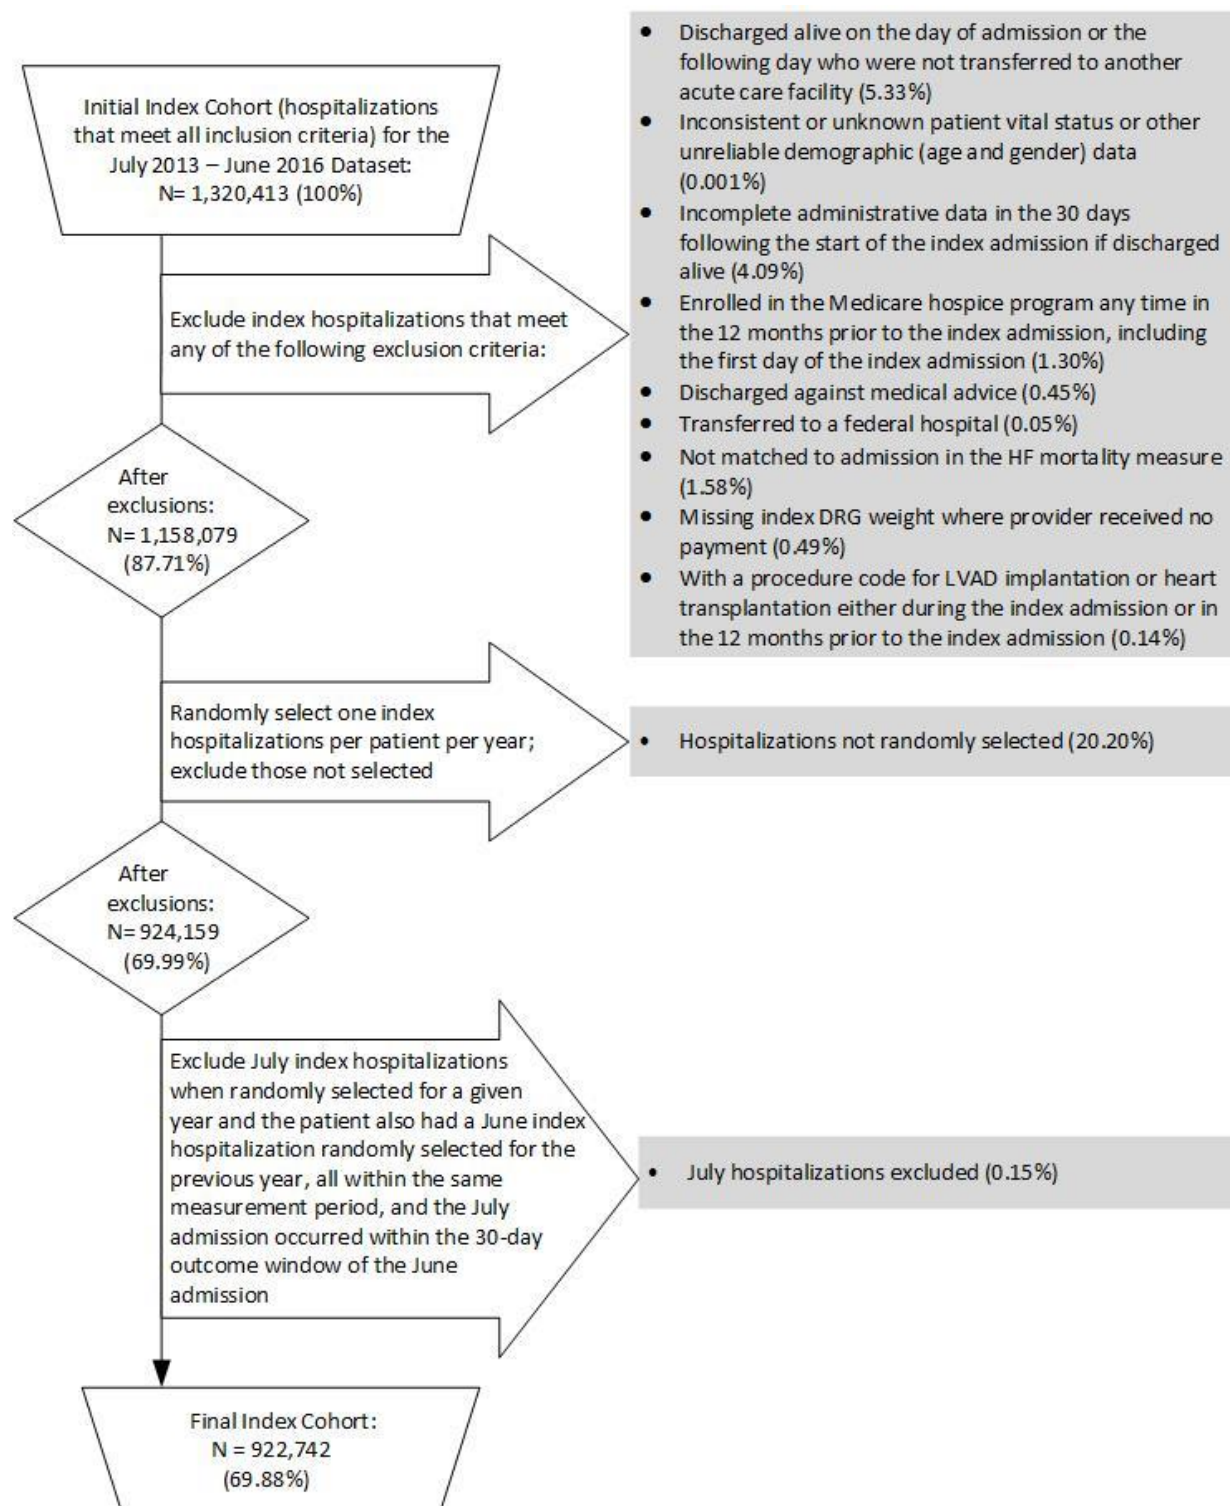 Initial Index Cohort (hospitalizations
that meet all inclusion criteria) for the
July 2013 – June 2016 Dataset:
N= 1,320,413 (100%)
Exclude index hospitalizations that meet
any of the following exclusion criteria:
• Discharged alive on the day of admission or the
following day who were not transferred to another
acute care facility (5.33%)
• Inconsistent or unknown patient vital status or other
unreliable demographic (age and gender) data
(0.001%)
• Incomplete administrative data in the 30 days
following the start of the index admission if discharged
alive (4.09%)
• Enrolled in the Medicare hospice program any time in
the 12 months prior to the index admission, including
the first day of the index admission (1.30%)
• Discharged against medical advice (0.45%)
• Transferred to a federal hospital (0.05%)
• Not matched to admission in the HF mortality measure
(1.58%)
• Missing index DRG weight where provider received no
payment (0.49%)
• With a procedure code for LVAD implantation or heart
transplantation either during the index admission or in
the 12 months prior to the index admission (0.14%)
After
exclusions:
N= 1,158,079
(87.71%)
Randomly select one index
hospitalizations per patient per year;
exclude those not selected
• Hospitalizations not randomly selected (20.20%)
After
exclusions:
N= 924,159
(69.99%)
Exclude July index hospitalizations
when randomly selected for a given
year and the patient also had a June index
hospitalization randomly selected for the
previous year, all within the same
measurement period, and the July
admission occurred within the 30-day
outcome window of the June
admission
• July hospitalizations excluded (0.15%)
Final Index Cohort:
N = 922,742
(69.88%)